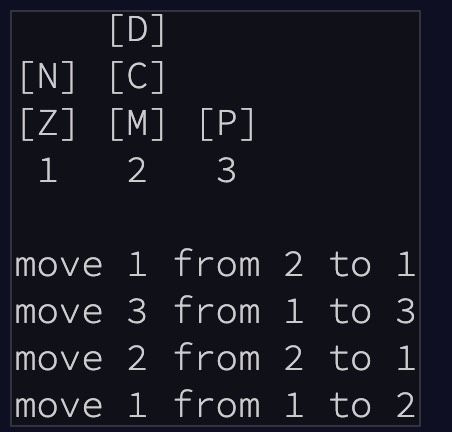 [D]
[N] [C]
[Z] [M] [P]
 1   2   3

move 1 from 2 to 1
move 3 from 1 to 3
move 2 from 2 to 1
move 1 from 1 to 2